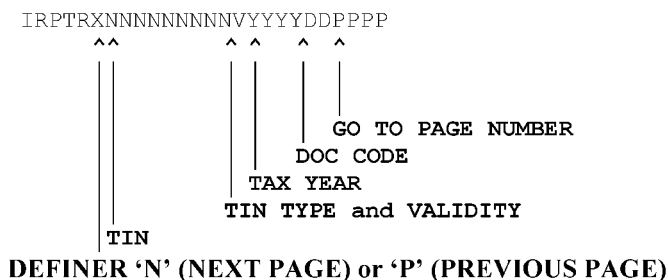 IRPTRXNNNNNNNNNVYYYYDDPPPP
GO TO PAGE NUMBER
DOC CODE
TAX YEAR
TIN TYPE and VALIDITY
TIN
DEFINER ‘N’ (NEXT PAGE) or ‘P’ (PREVIOUS PAGE)